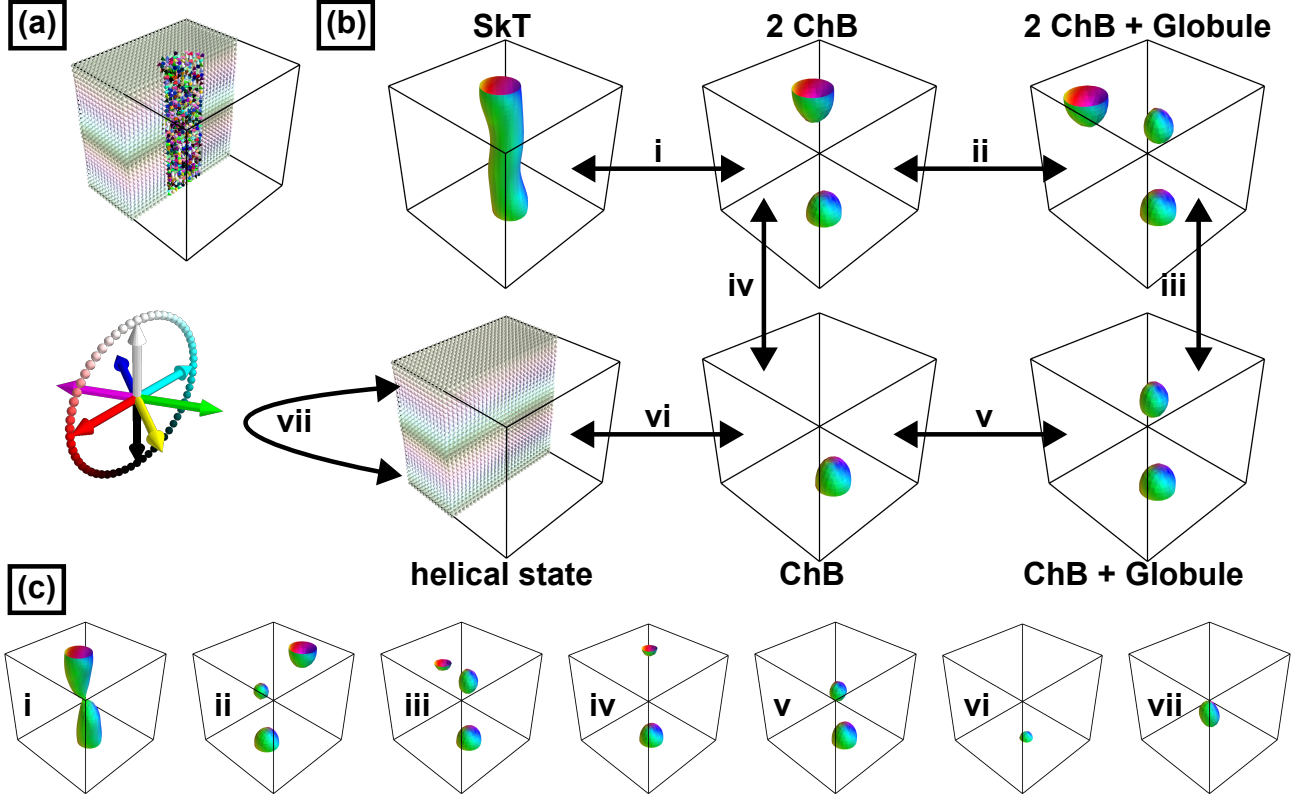 (a)
(b)
SkT
2 ChB
2 ChB + Globule
i
ii
iv
iii
vii
vi
v
helical state
ChB
ChB + Globule
(c)
i
ii
iii
iv
v
vi
vii